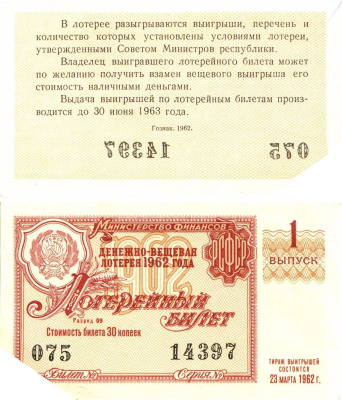 В лотерее разыгрываются выигрыши, перечень и
количество которых установлены условиями лотереи,
утвержденными Советом Министров республики.
Владелец выигравшего лотерейного билета может
по желанию получить взамен вещевого выигрыша его
стоимость наличными деньгами.
Выдача выигрышей по лотерейным билетам произ-
водится до 30 июня 1963 года.
Гознак. 1962.
14397 075
Министерство финансов
РСФСР
1962
ДЕНЕЖНО-ВЕЩЕВАЯ
ЛОТЕРЕЯ 1962 ГОДА
1
ВЫПУСК
Лотерейный
БИЛЕТ
Разряд 09
Стоимость билета 30 копеек
075 14397
Билет № Серия №
ТИРАЖ ВЫИГРЫШЕЙ
СОСТОИТСЯ
23 МАРТА 1962 г.